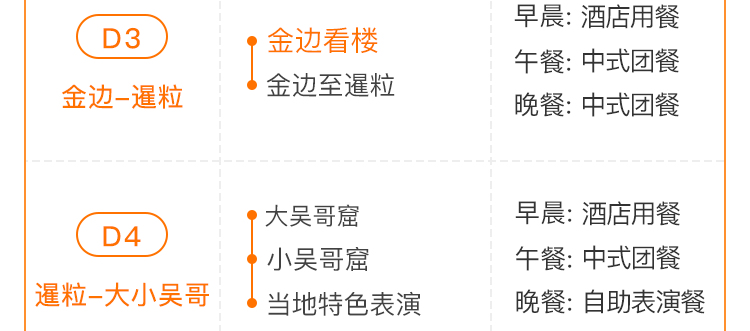 D3
金边–暹粒
金边看楼
金边至暹粒
早晨: 酒店用餐
午餐: 中式团餐
晚餐: 中式团餐
D4
暹粒–大小吴哥
大吴哥窟
小吴哥窟
当地特色表演
早晨: 酒店用餐
午餐: 中式团餐
晚餐: 自助表演餐